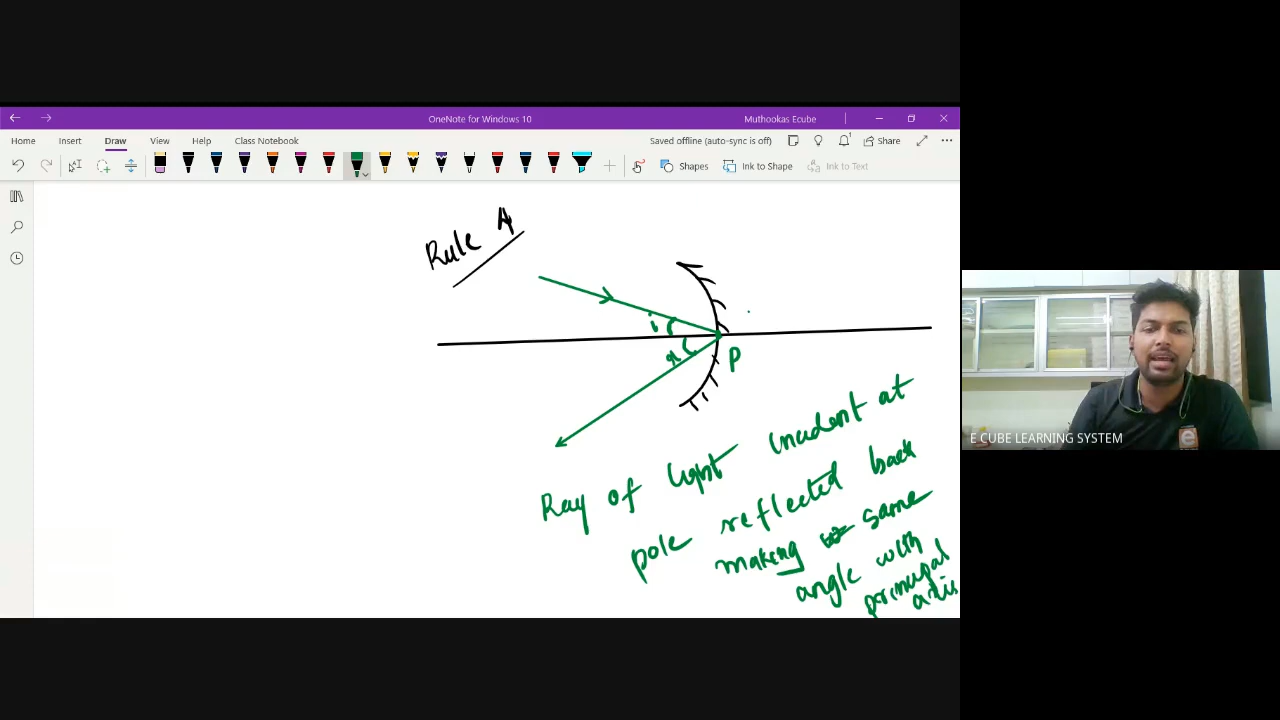 OneNote for Windows 10
Muthookas Ecube
Home Insert Draw View Help Class Notebook
Saved offline (auto-sync is off)
Share
Shapes
Ink to Shape
Ink to Text
Rule 4
i
r
P
Ray of light incident at
pole reflected back
making same
angle with
principal
axis
E CUBE LEARNING SYSTEM
e